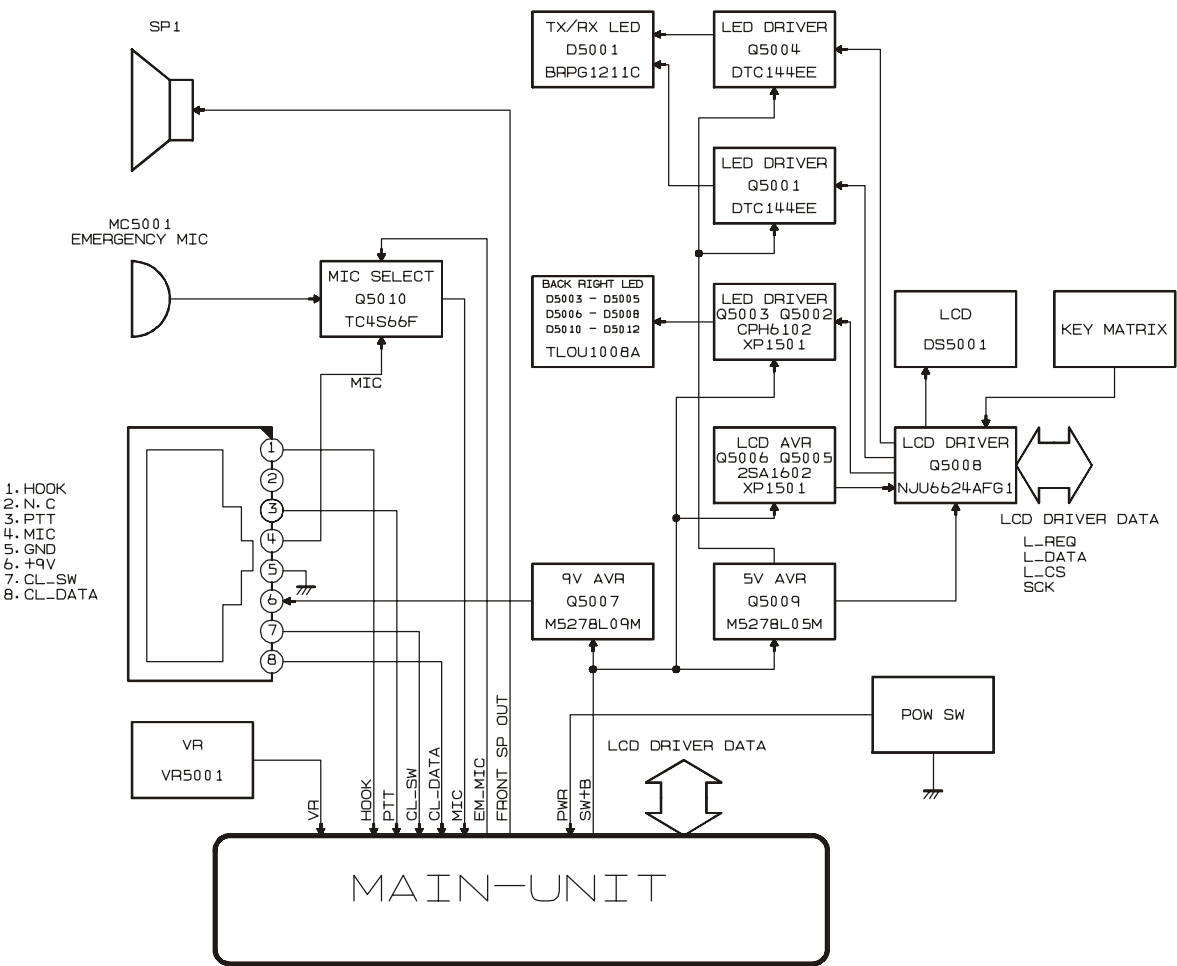 SP1
TX/RX LED
D5001
BRPG1211C
LED DRIVER
Q5004
DTC144EE
LED DRIVER
Q5001
DTC144EE
MC5001
EMERGENCY MIC
MIC SELECT
Q5010
TC4S66F
MIC
BACK RIGHT LED
D5003 - D5005
D5006 - D5008
D5010 - D5012
TLOU1008A
LED DRIVER
Q5003 Q5002
CPH6102
XP1501
LCD
DS5001
KEY MATRIX
LCD AVR
Q5006 Q5005
2SA1602
XP1501
LCD DRIVER
Q5008
NJU6624AFG1
LCD DRIVER DATA
L_REQ
L_DATA
L_CS
SCK
1. HOOK
2. N.C
3. PTT
4. MIC
5. GND
6. +9V
7. CL_SW
8. CL_DATA
1
2
3
4
5
6
7
8
9V AVR
Q5007
M5278L09M
5V AVR
Q5009
M5278L05M
POW SW
VR
VR5001
LCD DRIVER DATA
VR
HOOK
PTT
CL_SW
CL_DATA
MIC
EM_MIC
FRONT SP OUT
PWR
SW+B
MAIN-UNIT